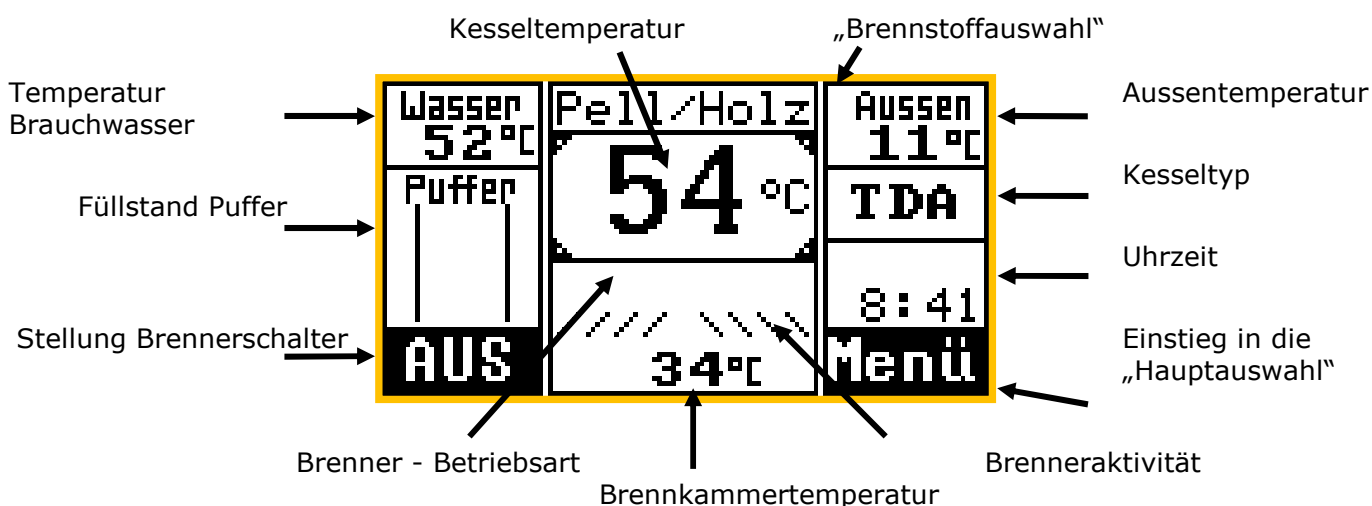 Kesseltemperatur
„Brennstoffauswahl“
Temperatur
Brauchwasser
Füllstand Puffer
Stellung Brennerschalter
Wasser
52°C
Puffer
AUS
Pell/Holz
54 °C
34°C
Aussen
11°C
TDA
8:41
Menü
Aussentemperatur
Kesseltyp
Uhrzeit
Einstieg in die
„Hauptauswahl“
Brenner - Betriebsart
Brenneraktivität
Brennkammertemperatur